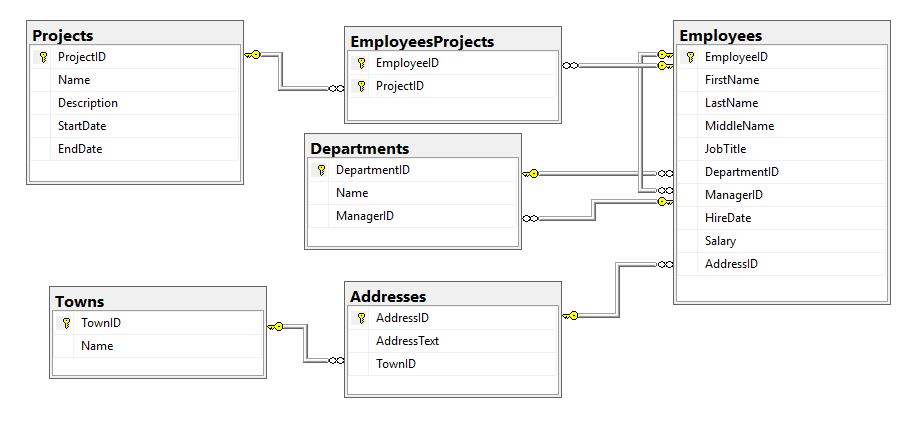 Projects
ProjectID
Name
Description
StartDate
EndDate
EmployeesProjects
EmployeeID
ProjectID
Employees
EmployeeID
FirstName
LastName
MiddleName
JobTitle
DepartmentID
ManagerID
HireDate
Salary
AddressID
Departments
DepartmentID
Name
ManagerID
Towns
TownID
Name
Addresses
AddressID
AddressText
TownID